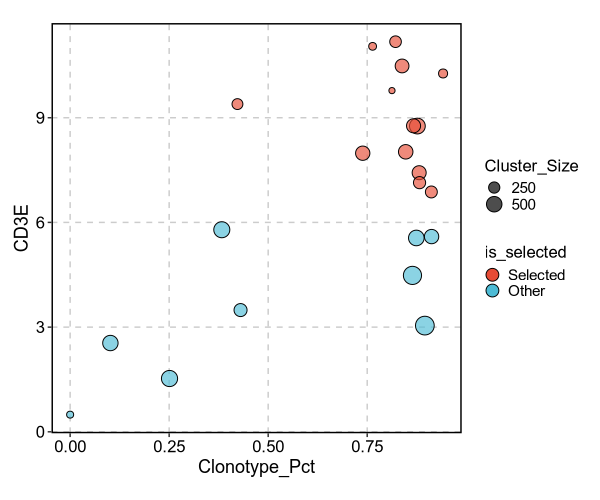 9
6
3
0
CD3E
0.00 0.25 0.50 0.75
Clonotype_Pct
Cluster_Size
250
500
is_selected
Selected
Other